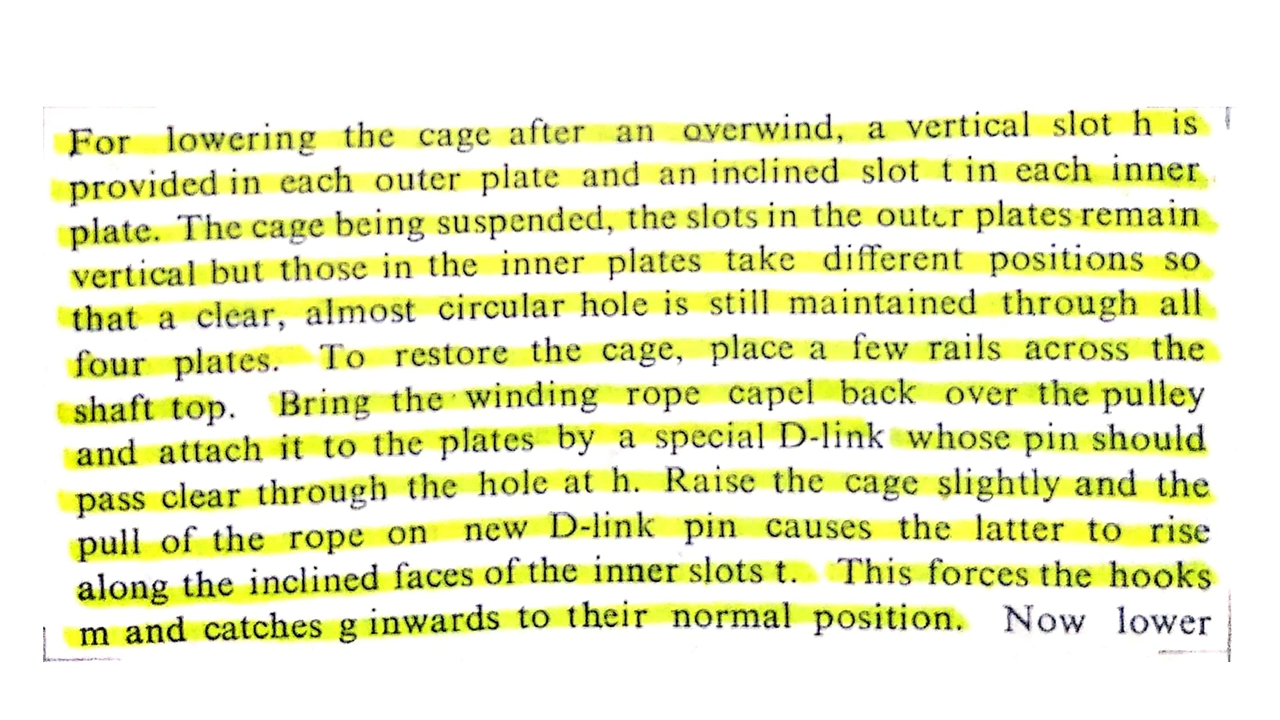 For lowering the cage after an overwind, a vertical slot h is
provided in each outer plate and an inclined slot t in each inner
plate. The cage being suspended, the slots in the outer plates remain
vertical but those in the inner plates take different positions so
that a clear, almost circular hole is still maintained through all
four plates. To restore the cage, place a few rails across the
shaft top. Bring the winding rope capel back over the pulley
and attach it to the plates by a special D-link whose pin should
pass clear through the hole at h. Raise the cage slightly and the
pull of the rope on new D-link pin causes the latter to rise
along the inclined faces of the inner slots t. This forces the hooks
m and catches g inwards to their normal position. Now lower